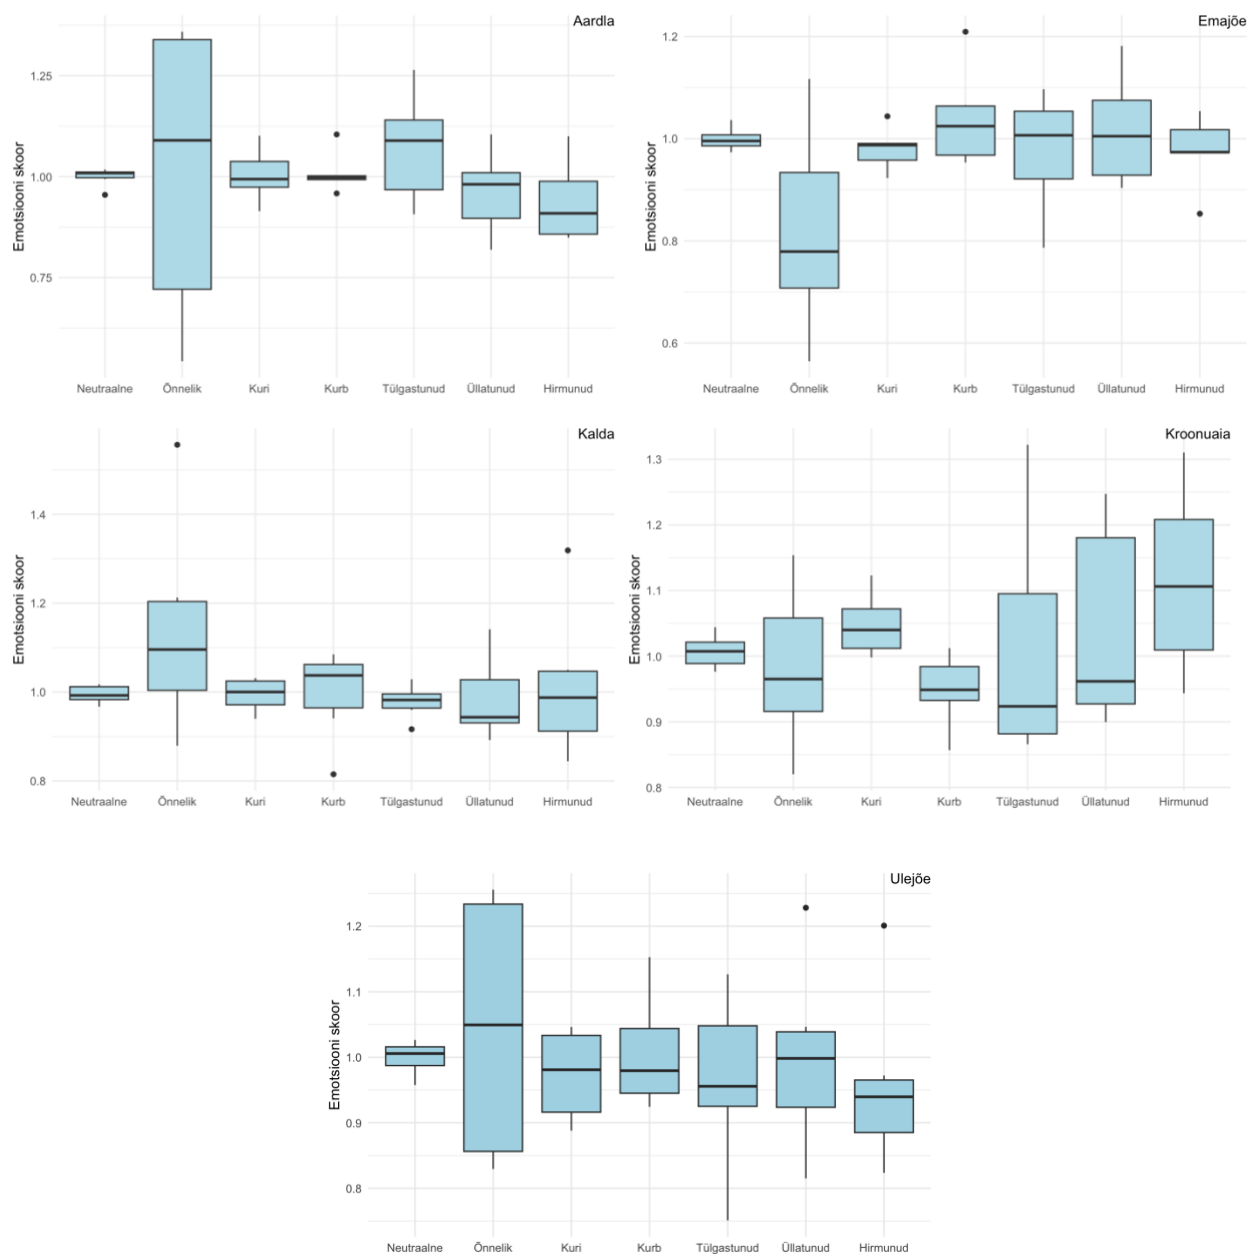 Aardla
Emotsiooni skoor
1.25
1.00
0.75
Neutraalne Õnnelik Kuri Kurb Tülgastunud Üllatunud Hirmunud
Emajõe
Emotsiooni skoor
1.2
1.0
0.8
0.6
Neutraalne Õnnelik Kuri Kurb Tülgastunud Üllatunud Hirmunud
Kalda
Emotsiooni skoor
1.4
1.2
1.0
0.8
Neutraalne Õnnelik Kuri Kurb Tülgastunud Üllatunud Hirmunud
Kroonuaia
Emotsiooni skoor
1.3
1.2
1.1
1.0
0.9
0.8
Neutraalne Õnnelik Kuri Kurb Tülgastunud Üllatunud Hirmunud
Ulejõe
Emotsiooni skoor
1.2
1.1
1.0
0.9
0.8
Neutraalne Õnnelik Kuri Kurb Tülgastunud Üllatunud Hirmunud